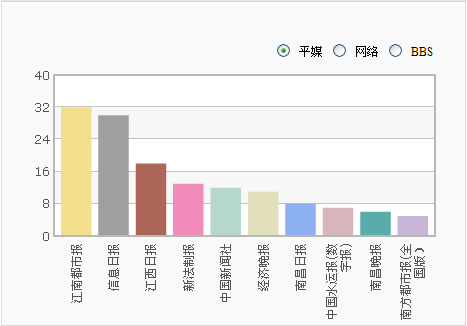 平媒 网络 BBS
40
32
24
16
8
0
江南都市报
信息日报
江西日报
新法制报
中国新闻社
经济晚报
南昌日报
中国水运报(数
字报)
南昌晚报
南方都市报(全
国版)